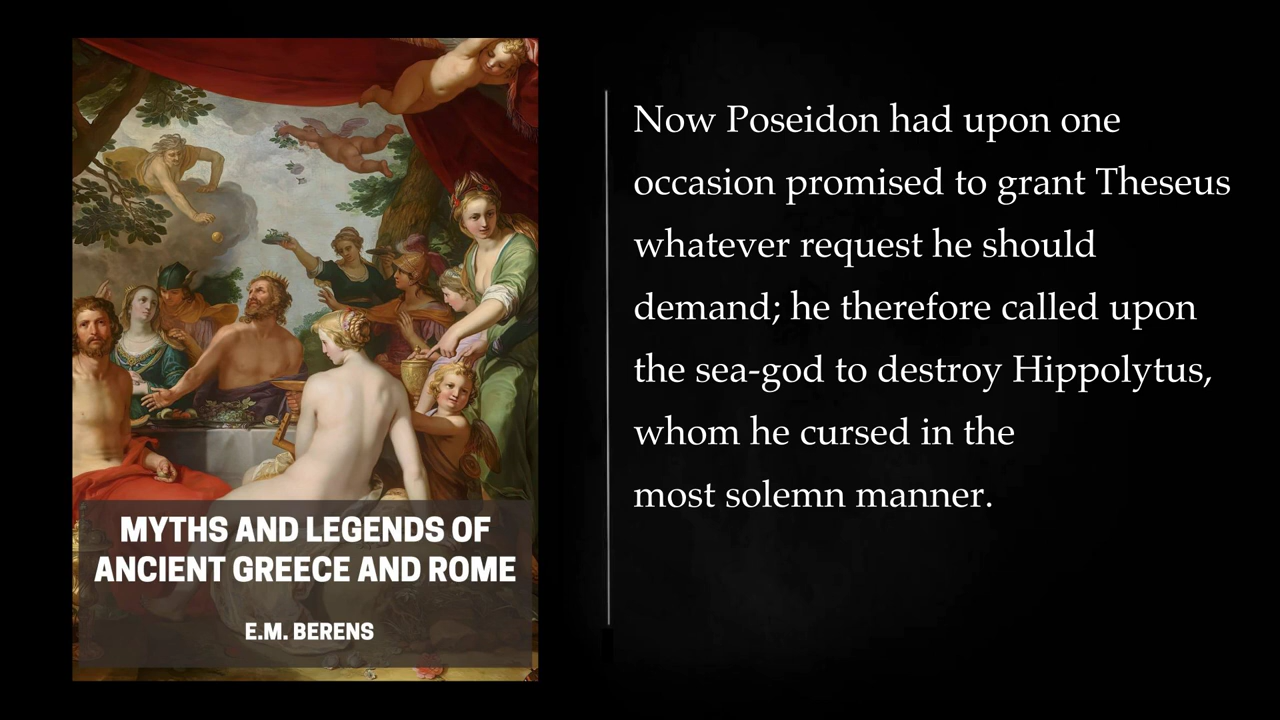 MYTHS AND LEGENDS OF
ANCIENT GREECE AND ROME
E.M. BERENS
Now Poseidon had upon one
occasion promised to grant Theseus
whatever request he should
demand; he therefore called upon
the sea-god to destroy Hippolytus,
whom he cursed in the
most solemn manner.